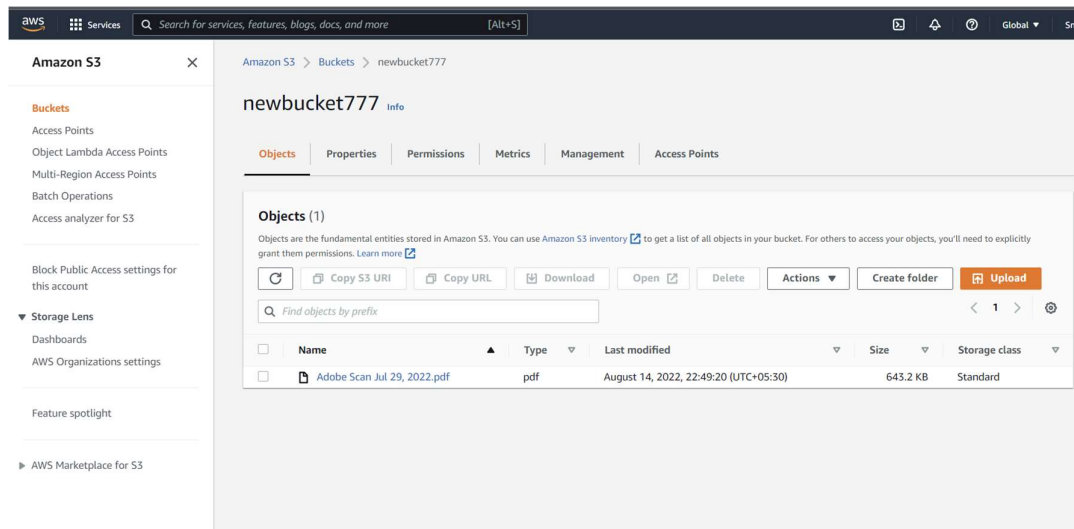 aws Services Search for services, features, blogs, docs, and more [Alt+S] Global
Amazon S3
Buckets
Access Points
Object Lambda Access Points
Multi-Region Access Points
Batch Operations
Access analyzer for S3
Block Public Access settings for
this account
Storage Lens
Dashboards
AWS Organizations settings
Feature spotlight
AWS Marketplace for S3
Amazon S3 > Buckets > newbucket777
newbucket777 Info
Objects Properties Permissions Metrics Management Access Points
Objects (1)
Objects are the fundamental entities stored in Amazon S3. You can use Amazon S3 inventory to get a list of all objects in your bucket. For others to access your objects, you'll need to explicitly
grant them permissions. Learn more
Copy S3 URI Copy URL Download Open Delete Actions Create folder Upload
Find objects by prefix < 1 >
Name Type Last modified Size Storage class
Adobe Scan Jul 29, 2022.pdf pdf August 14, 2022, 22:49:20 (UTC+05:30) 643.2 KB Standard